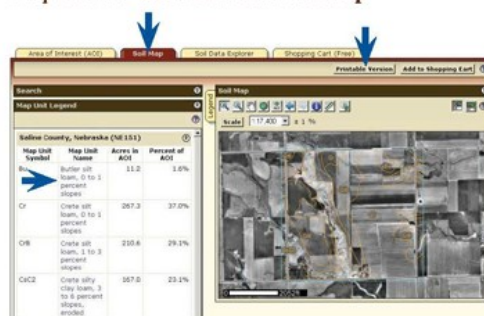 Area of Interest (AOI)
Soil Map
Soil Data Explorer
Shopping Cart (Free)
Printable Version
Add to Shopping Cart
Search
Map Unit Legend
Saline County, Nebraska (NE151)
Map Unit Symbol
Map Unit Name
Acres in AOI
Percent of AOI
Butler silt loam, 0 to 1 percent slopes
11.2
1.6%
Cr
Crete silt loam, 0 to 1 percent slopes
267.3
37.0%
CrB
Crete silt loam, 1 to 3 percent slopes
210.6
29.1%
CsC2
Crete silty clay loam, 3 to 6 percent slopes, eroded
167.0
23.1%
Legend
Soil Map
Scale
± 1 %